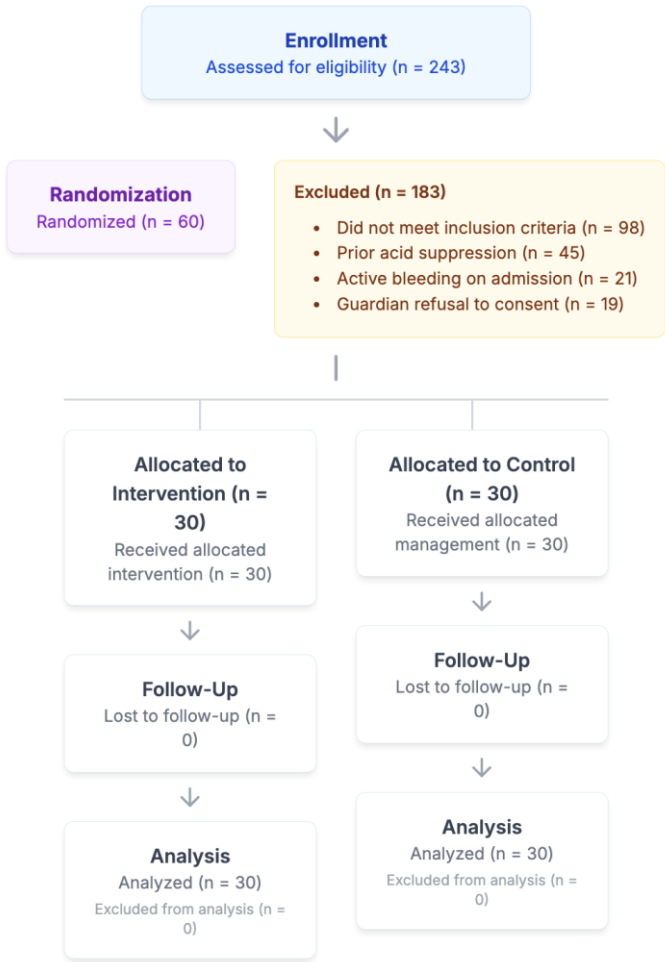 Enrollment
Assessed for eligibility (n = 243)
Randomization
Randomized (n = 60)
Excluded (n = 183)
• Did not meet inclusion criteria (n = 98)
• Prior acid suppression (n = 45)
• Active bleeding on admission (n = 21)
• Guardian refusal to consent (n = 19)
Allocated to
Intervention (n =
30)
Received allocated
intervention (n = 30)
Allocated to Control
(n = 30)
Received allocated
management (n = 30)
Follow-Up
Lost to follow-up (n =
0)
Follow-Up
Lost to follow-up (n =
0)
Analysis
Analyzed (n = 30)
Excluded from analysis (n =
0)
Analysis
Analyzed (n = 30)
Excluded from analysis (n =
0)